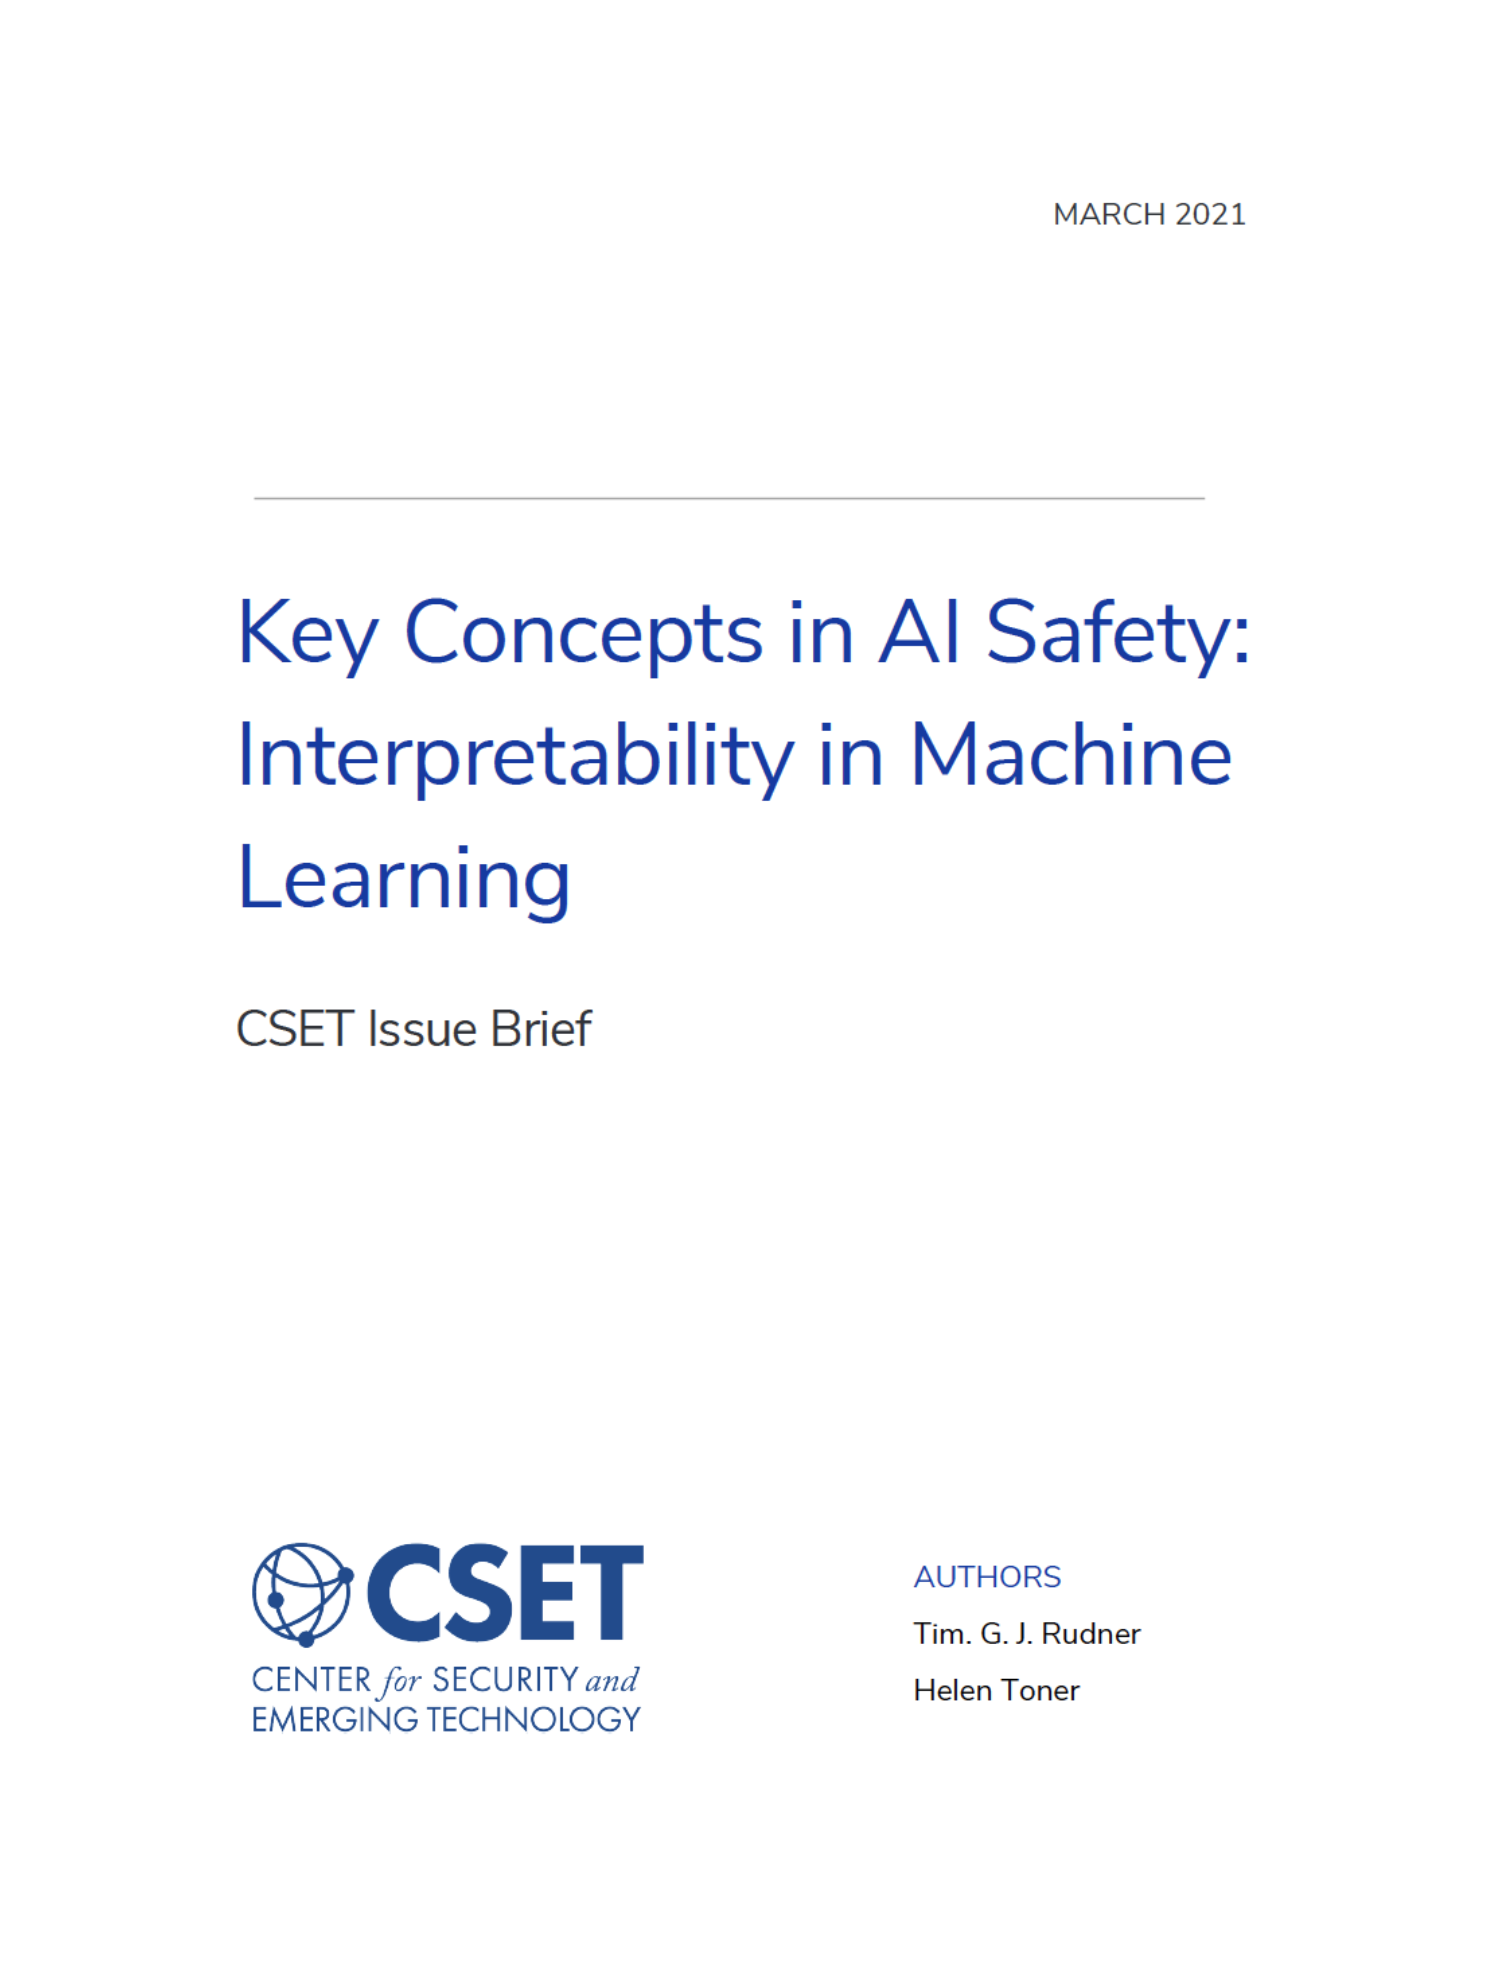 MARCH 2021
Key Concepts in AI Safety:
Interpretability in Machine
Learning
CSET Issue Brief
CSET
CENTER for SECURITY and
EMERGING TECHNOLOGY
AUTHORS
Tim. G. J. Rudner
Helen Toner